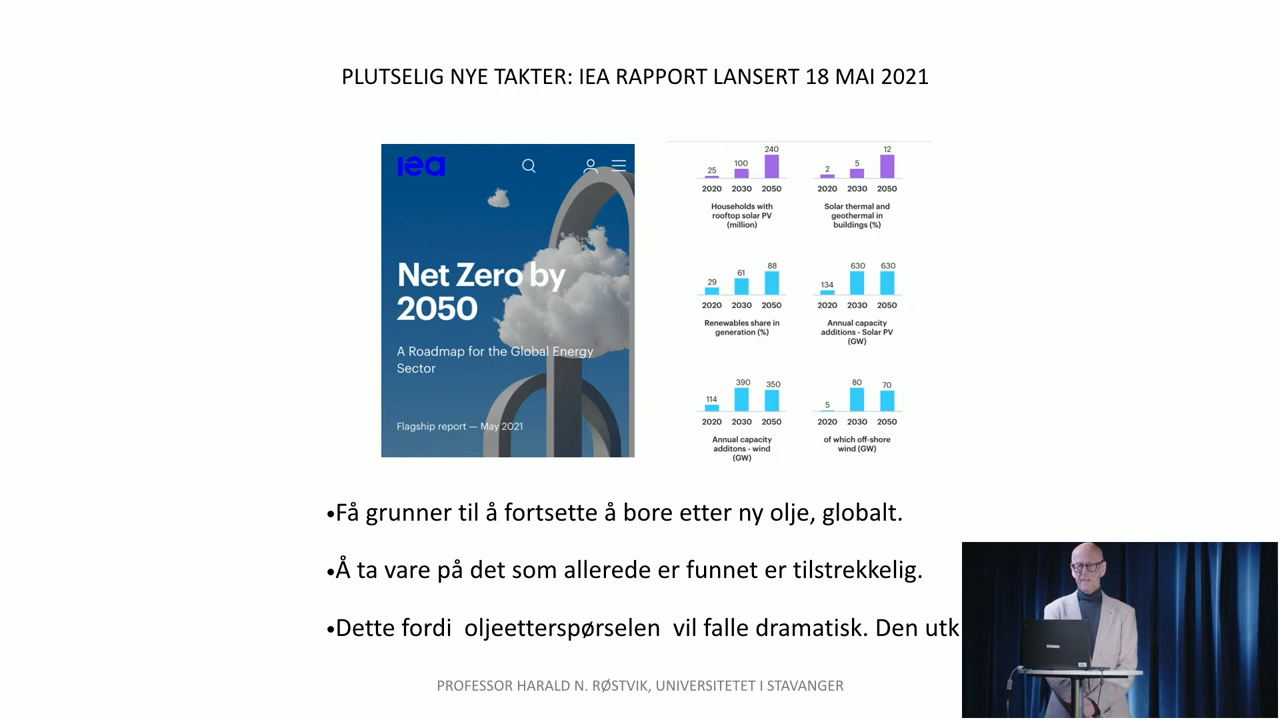 PLUTSELIG NYE TAKTER: IEA RAPPORT LANSERT 18 MAI 2021
iea
Net Zero by
2050
A Roadmap for the Global Energy
Sector
Flagship report — May 2021
25 100 240
2020 2030 2050
Households with
rooftop solar PV
(million)
2 5 12
2020 2030 2050
Solar thermal and
geothermal in
buildings (%)
29 61 88
2020 2030 2050
Renewables share in
generation (%)
134 630 630
2020 2030 2050
Annual capacity
additions - Solar PV
(GW)
114 390 350
2020 2030 2050
Annual capacity
additons - wind
(GW)
5 80 70
2020 2030 2050
of which off-shore
wind (GW)
•Få grunner til å fortsette å bore etter ny olje, globalt.
•Å ta vare på det som allerede er funnet er tilstrekkelig.
•Dette fordi oljeetterspørselen vil falle dramatisk. Den utk
PROFESSOR HARALD N. RØSTVIK, UNIVERSITETET I STAVANGER